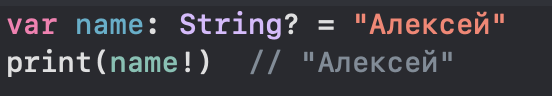 var name: String? = "Алексей"
print(name!)  // "Алексей"